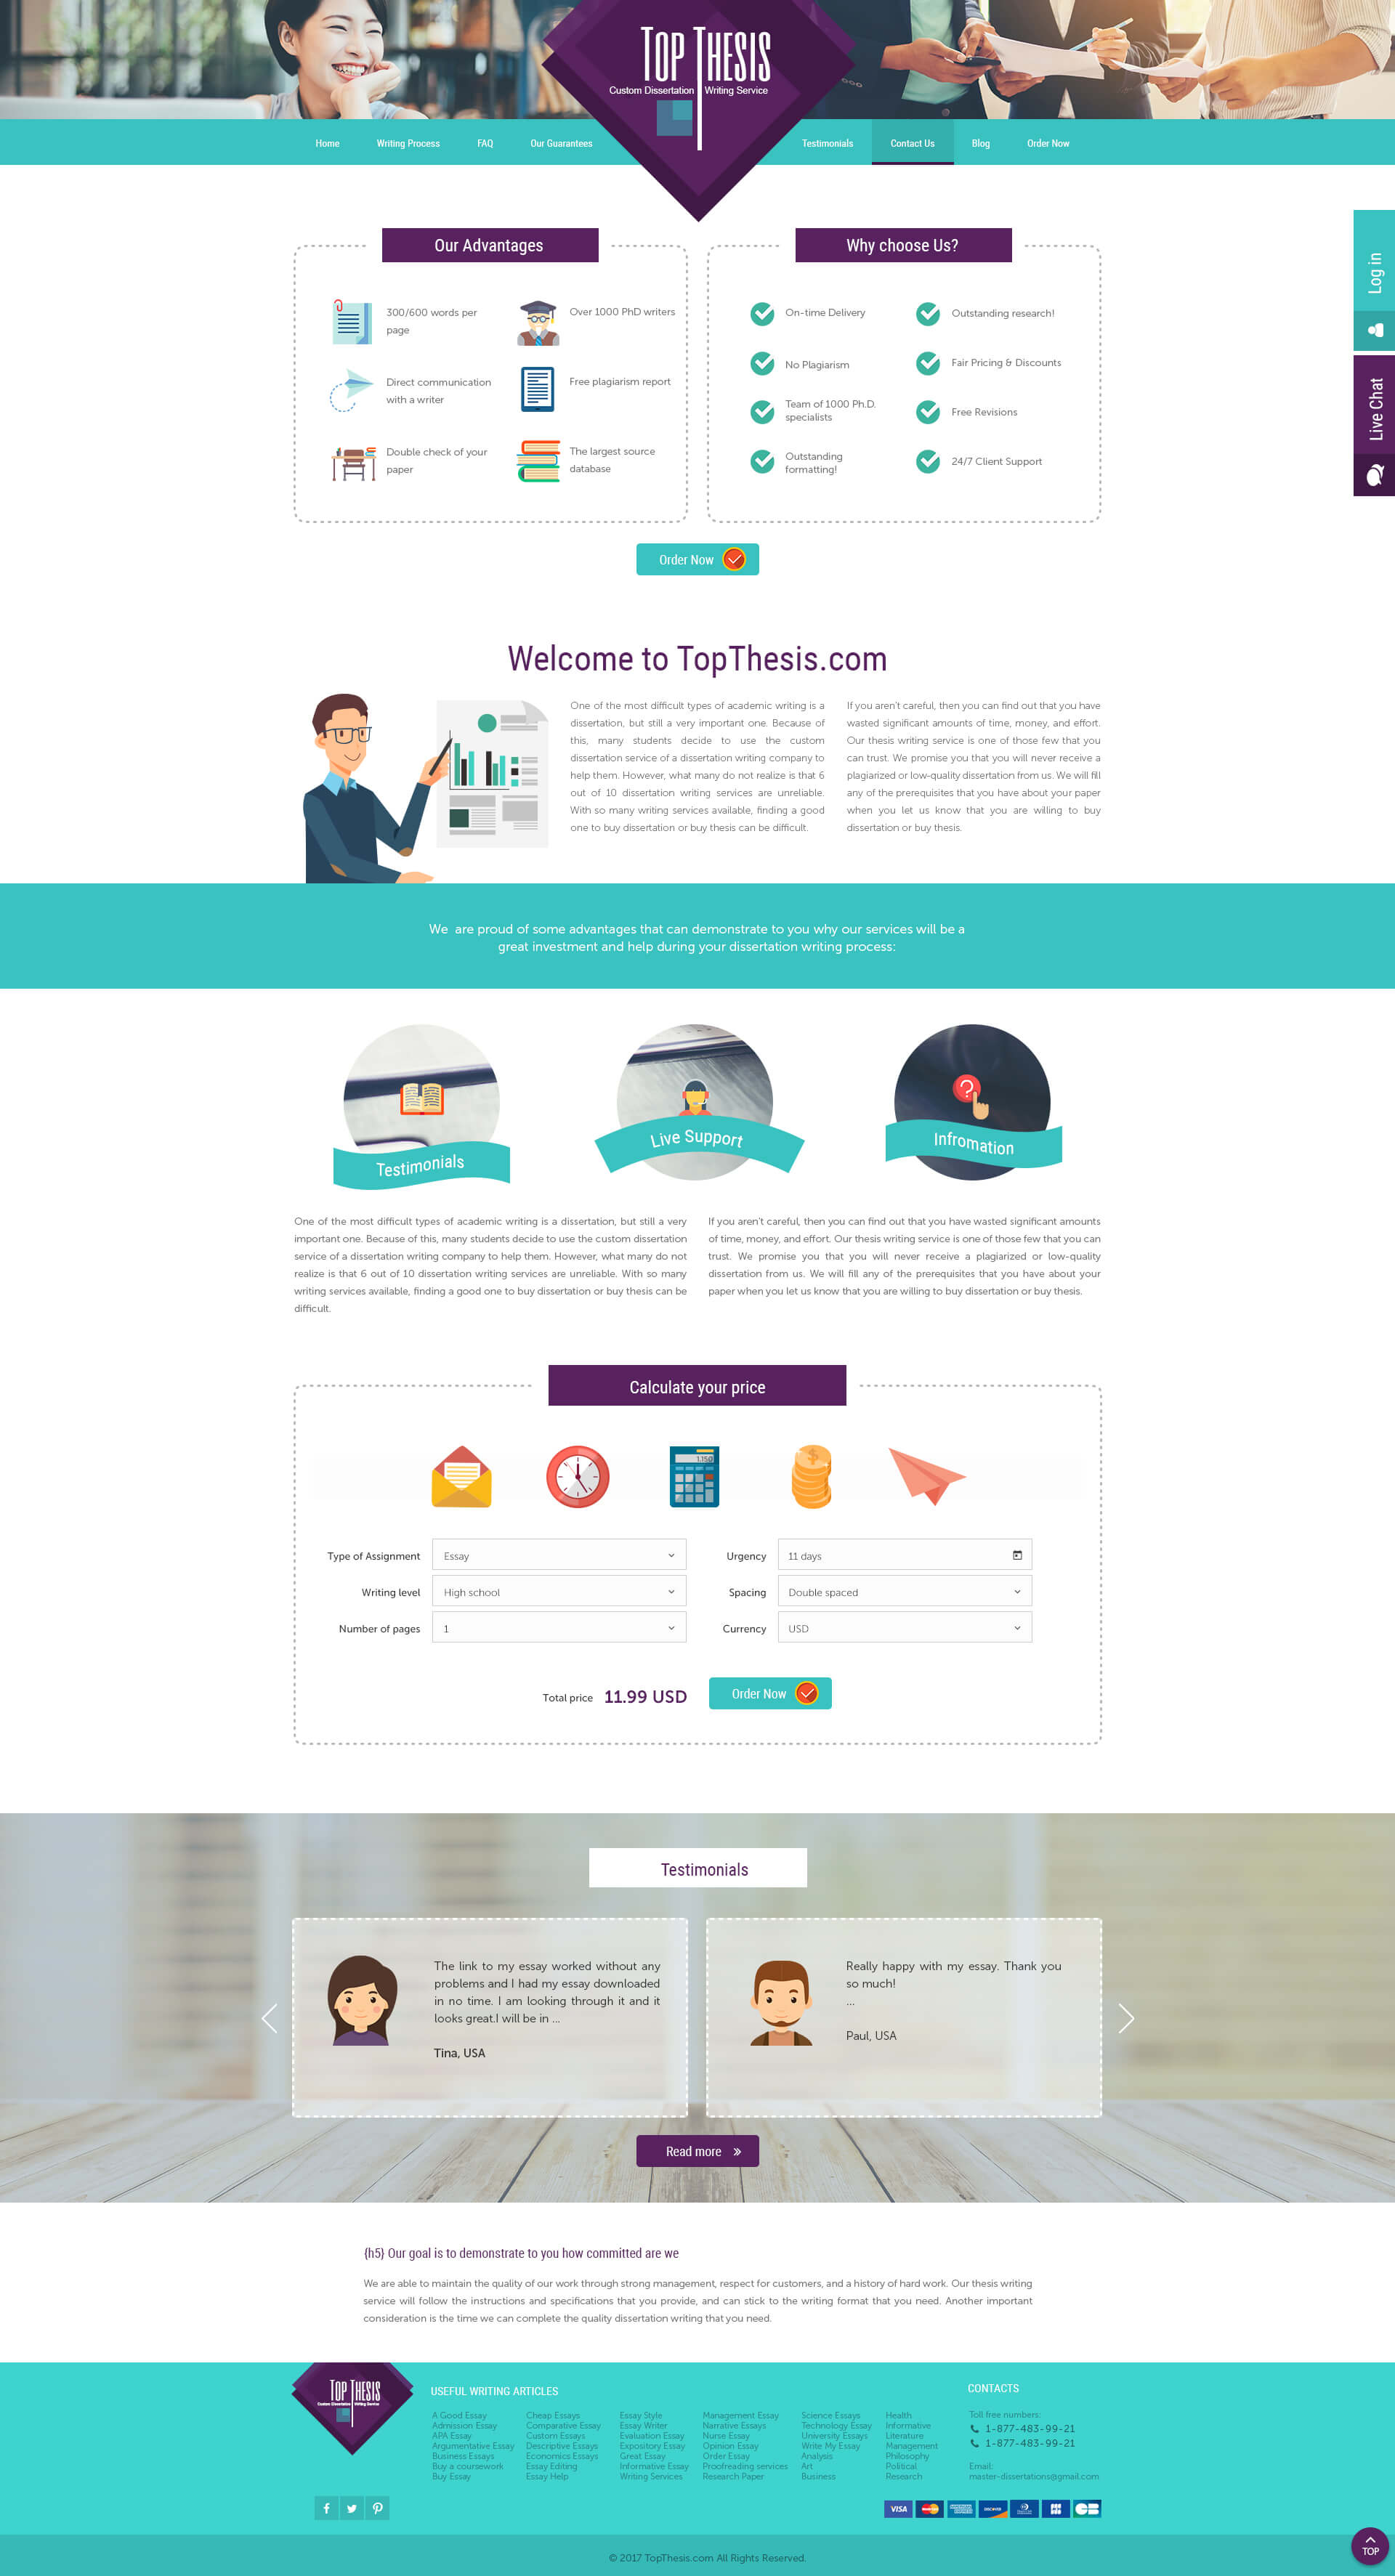 TOP THESIS
Custom Dissertation Writing Service
Home
Writing Process
FAQ
Our Guarantees
Testimonials
Contact Us
Blog
Order Now
Log in
Live Chat
Our Advantages
300/600 words per
page
Over 1000 PhD writers
Direct communication
with a writer
Free plagiarism report
Double check of your
paper
The largest source
database
Why choose Us?
On-time Delivery
Outstanding research!
No Plagiarism
Fair Pricing & Discounts
Team of 1000 Ph.D.
specialists
Free Revisions
Outstanding
formatting!
24/7 Client Support
Order Now
Welcome to TopThesis.com
One of the most difficult types of academic writing is a
dissertation, but still a very important one. Because of
this, many students decide to use the custom
dissertation service of a dissertation writing company to
help them. However, what many do not realize is that 6
out of 10 dissertation writing services are unreliable.
With so many writing services available, finding a good
one to buy dissertation or buy thesis can be difficult.
If you aren't careful, then you can find out that you have
wasted significant amounts of time, money, and effort.
Our thesis writing service is one of those few that you
can trust. We promise you that you will never receive a
plagiarized or low-quality dissertation from us. We will fill
any of the prerequisites that you have about your paper
when you let us know that you are willing to buy
dissertation or buy thesis.
We are proud of some advantages that can demonstrate to you why our services will be a
great investment and help during your dissertation writing process:
Testimonials
Live Support
Infromation
One of the most difficult types of academic writing is a dissertation, but still a very
important one. Because of this, many students decide to use the custom dissertation
service of a dissertation writing company to help them. However, what many do not
realize is that 6 out of 10 dissertation writing services are unreliable. With so many
writing services available, finding a good one to buy dissertation or buy thesis can be
difficult.
If you aren't careful, then you can find out that you have wasted significant amounts
of time, money, and effort. Our thesis writing service is one of those few that you can
trust. We promise you that you will never receive a plagiarized or low-quality
dissertation from us. We will fill any of the prerequisites that you have about your
paper when you let us know that you are willing to buy dissertation or buy thesis.
Calculate your price
1.150
Type of Assignment
Essay
Urgency
11 days
Writing level
High school
Spacing
Double spaced
Number of pages
1
Currency
USD
Total price
11.99 USD
Order Now
Testimonials
The link to my essay worked without any
problems and I had my essay downloaded
in no time. I am looking through it and it
looks great.I will be in ...
Tina, USA
Really happy with my essay. Thank you
so much!
...
Paul, USA
Read more
{h5} Our goal is to demonstrate to you how committed are we
We are able to maintain the quality of our work through strong management, respect for customers, and a history of hard work. Our thesis writing
service will follow the instructions and specifications that you provide, and can stick to the writing format that you need. Another important
consideration is the time we can complete the quality dissertation writing that you need.
TOP THESIS
Custom Dissertation Writing Service
USEFUL WRITING ARTICLES
A Good Essay
Admission Essay
APA Essay
Argumentative Essay
Business Essays
Buy a coursework
Buy Essay
Cheap Essays
Comparative Essay
Custom Essays
Descriptive Essays
Economics Essays
Essay Editing
Essay Help
Essay Style
Essay Writer
Evaluation Essay
Expository Essay
Great Essay
Informative Essay
Writing Services
Management Essay
Narrative Essays
Nurse Essay
Opinion Essay
Order Essay
Proofreading services
Research Paper
Science Essays
Technology Essay
University Essays
Write My Essay
Analysis
Art
Business
Health
Informative
Literature
Management
Philosophy
Political
Research
CONTACTS
Toll free numbers:
1-877-483-99-21
1-877-483-99-21
Email:
master-dissertations@gmail.com
VISA
DISCOVER
© 2017 TopThesis.com All Rights Reserved.
TOP